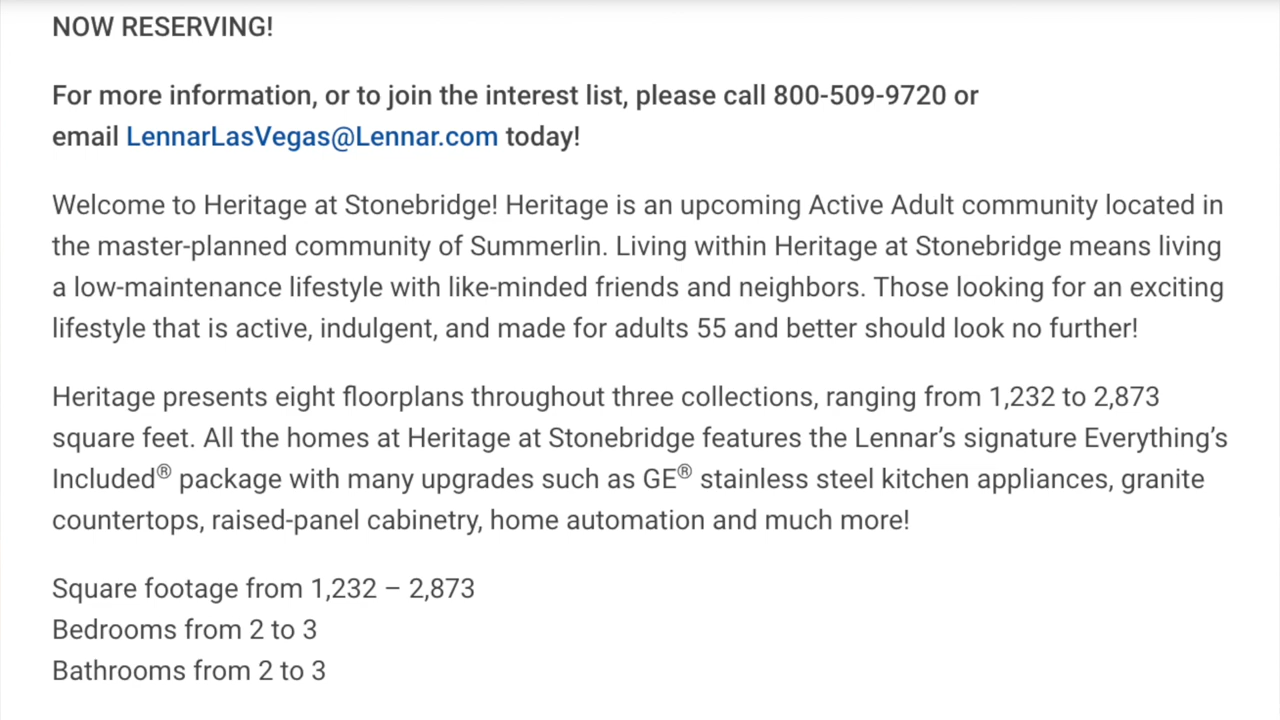 NOW RESERVING!
For more information, or to join the interest list, please call 800-509-9720 or
email LennarLasVegas@Lennar.com today!
Welcome to Heritage at Stonebridge! Heritage is an upcoming Active Adult community located in
the master-planned community of Summerlin. Living within Heritage at Stonebridge means living
a low-maintenance lifestyle with like-minded friends and neighbors. Those looking for an exciting
lifestyle that is active, indulgent, and made for adults 55 and better should look no further!
Heritage presents eight floorplans throughout three collections, ranging from 1,232 to 2,873
square feet. All the homes at Heritage at Stonebridge features the Lennar’s signature Everything’s
Included® package with many upgrades such as GE® stainless steel kitchen appliances, granite
countertops, raised-panel cabinetry, home automation and much more!
Square footage from 1,232 – 2,873
Bedrooms from 2 to 3
Bathrooms from 2 to 3